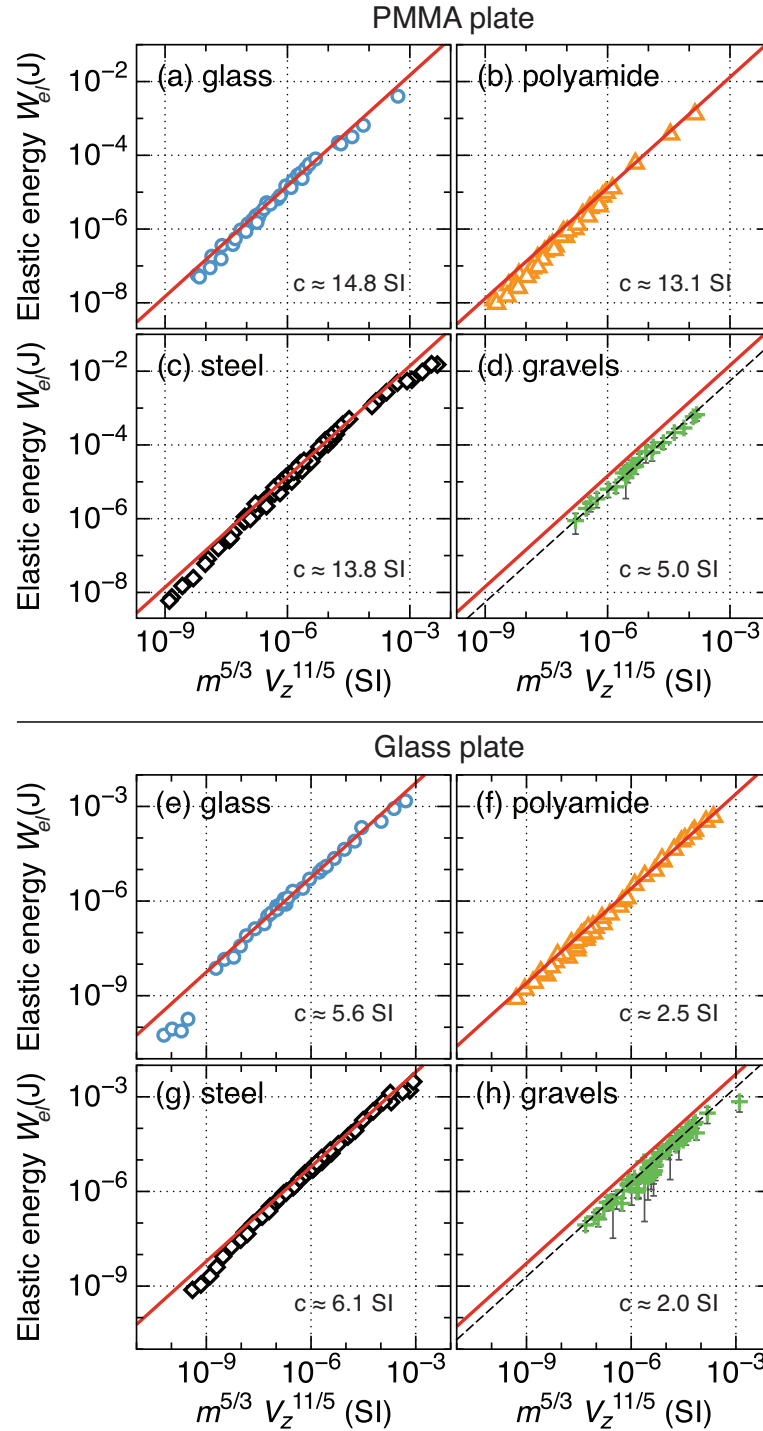 PMMA plate
(a) glass
(b) polyamide
Elastic energy W_el(J)
10⁻²
10⁻⁴
10⁻⁶
10⁻⁸
c ≈ 14.8 SI
c ≈ 13.1 SI
(c) steel
(d) gravels
Elastic energy W_el(J)
10⁻²
10⁻⁴
10⁻⁶
10⁻⁸
c ≈ 13.8 SI
c ≈ 5.0 SI
10⁻⁹ 10⁻⁶ 10⁻³
10⁻⁹ 10⁻⁶ 10⁻³
m^5/3 V_z^11/5 (SI)
m^5/3 V_z^11/5 (SI)
Glass plate
(e) glass
(f) polyamide
Elastic energy W_el(J)
10⁻³
10⁻⁶
10⁻⁹
c ≈ 5.6 SI
c ≈ 2.5 SI
(g) steel
(h) gravels
Elastic energy W_el(J)
10⁻³
10⁻⁶
10⁻⁹
c ≈ 6.1 SI
c ≈ 2.0 SI
10⁻⁹ 10⁻⁶ 10⁻³
10⁻⁹ 10⁻⁶ 10⁻³
m^5/3 V_z^11/5 (SI)
m^5/3 V_z^11/5 (SI)